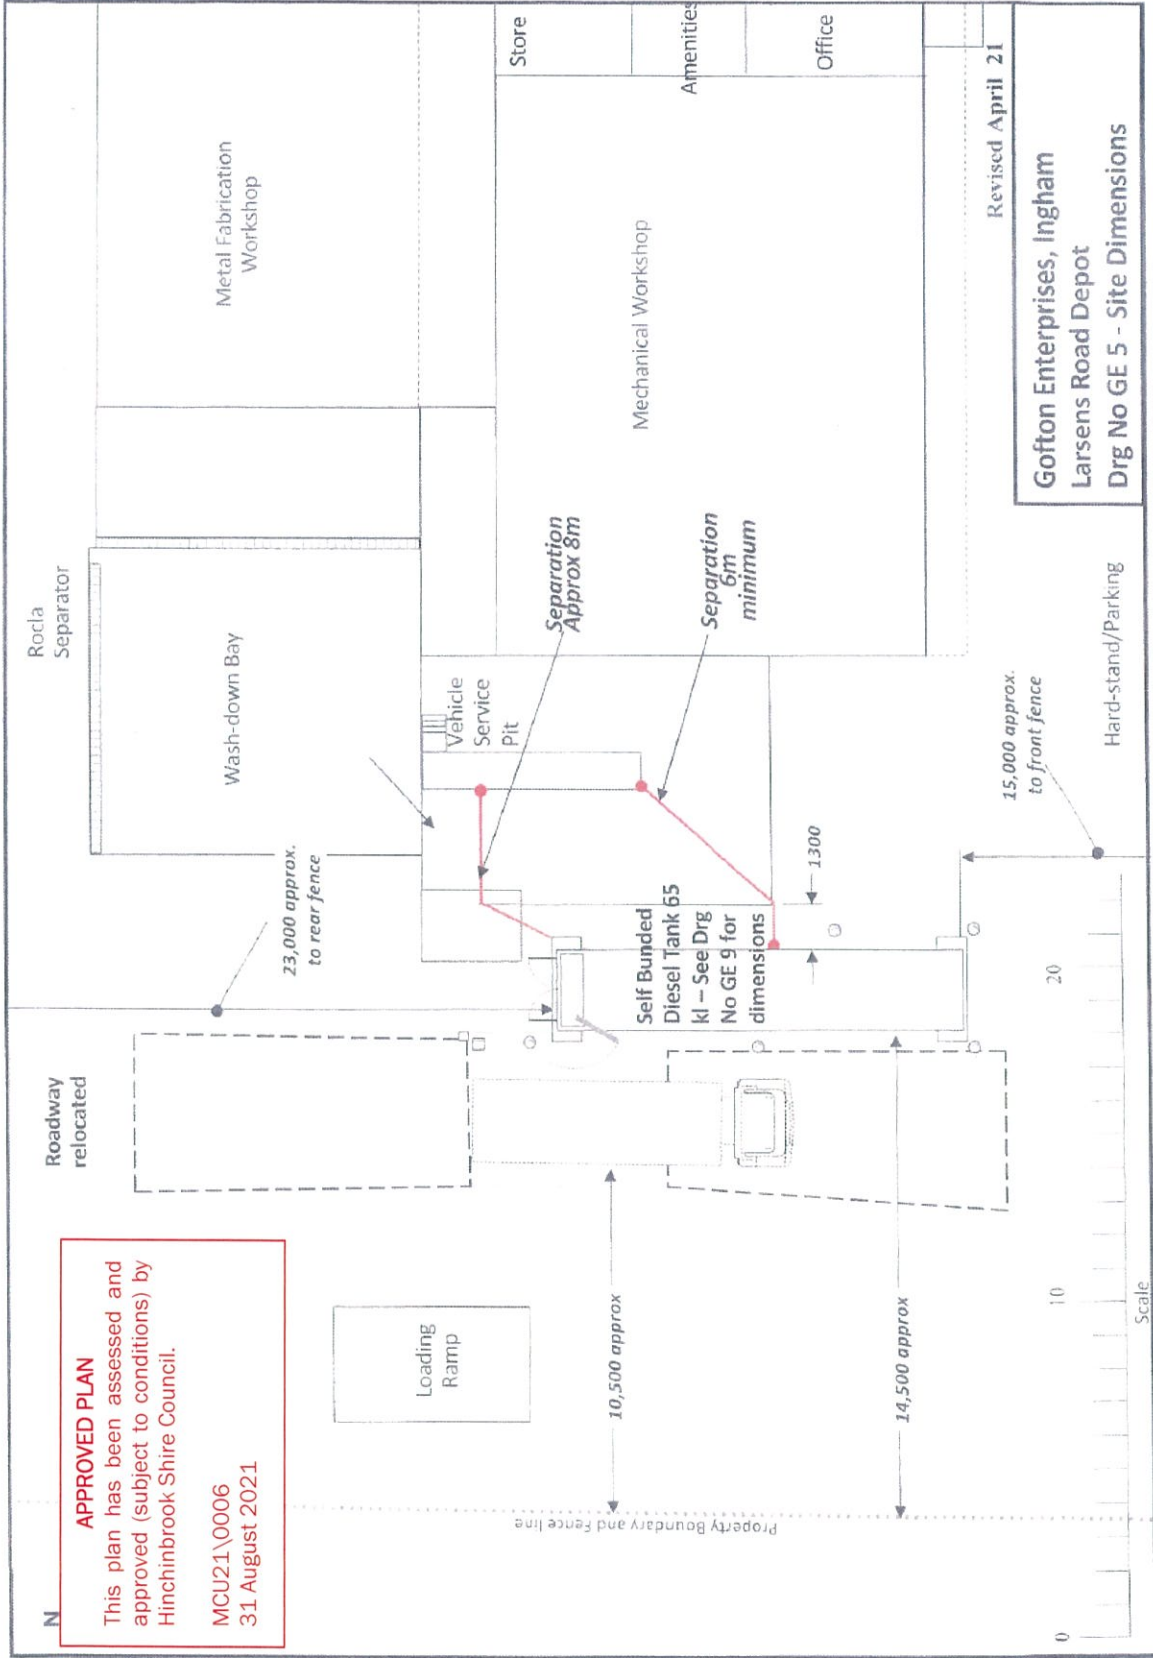 N
APPROVED PLAN
This plan has been assessed and
approved (subject to conditions) by
Hinchinbrook Shire Council.
MCU21\0006
31 August 2021
Roadway
relocated
Rocla
Separator
23,000 approx.
to rear fence
Wash-down Bay
Metal Fabrication
Workshop
Loading
Ramp
Vehicle
Service
Pit
Separation
Approx 8m
Store
Amenities
Office
Mechanical Workshop
Separation
6m
minimum
Self Bunded
Diesel Tank 65
kl – See Drg
No GE 9 for
dimensions
1300
10,500 approx
14,500 approx
Property Boundary and Fence line
15,000 approx.
to front fence
Hard-stand/Parking
Revised April 21
Gofton Enterprises, Ingham
Larsens Road Depot
Drg No GE 5 - Site Dimensions
0
10
20
Scale